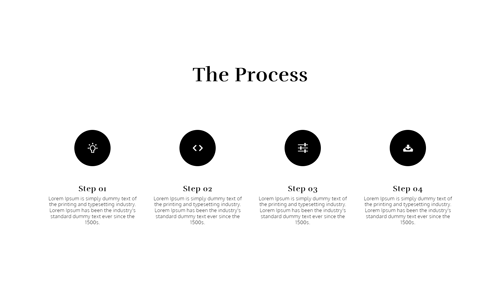 The Process
Step 01
Lorem Ipsum is simply dummy text of
the printing and typesetting industry.
Lorem Ipsum has been the industry's
standard dummy text ever since the
1500s.
Step 02
Lorem Ipsum is simply dummy text of
the printing and typesetting industry.
Lorem Ipsum has been the industry's
standard dummy text ever since the
1500s.
Step 03
Lorem Ipsum is simply dummy text of
the printing and typesetting industry.
Lorem Ipsum has been the industry's
standard dummy text ever since the
1500s.
Step 04
Lorem Ipsum is simply dummy text of
the printing and typesetting industry.
Lorem Ipsum has been the industry's
standard dummy text ever since the
1500s.